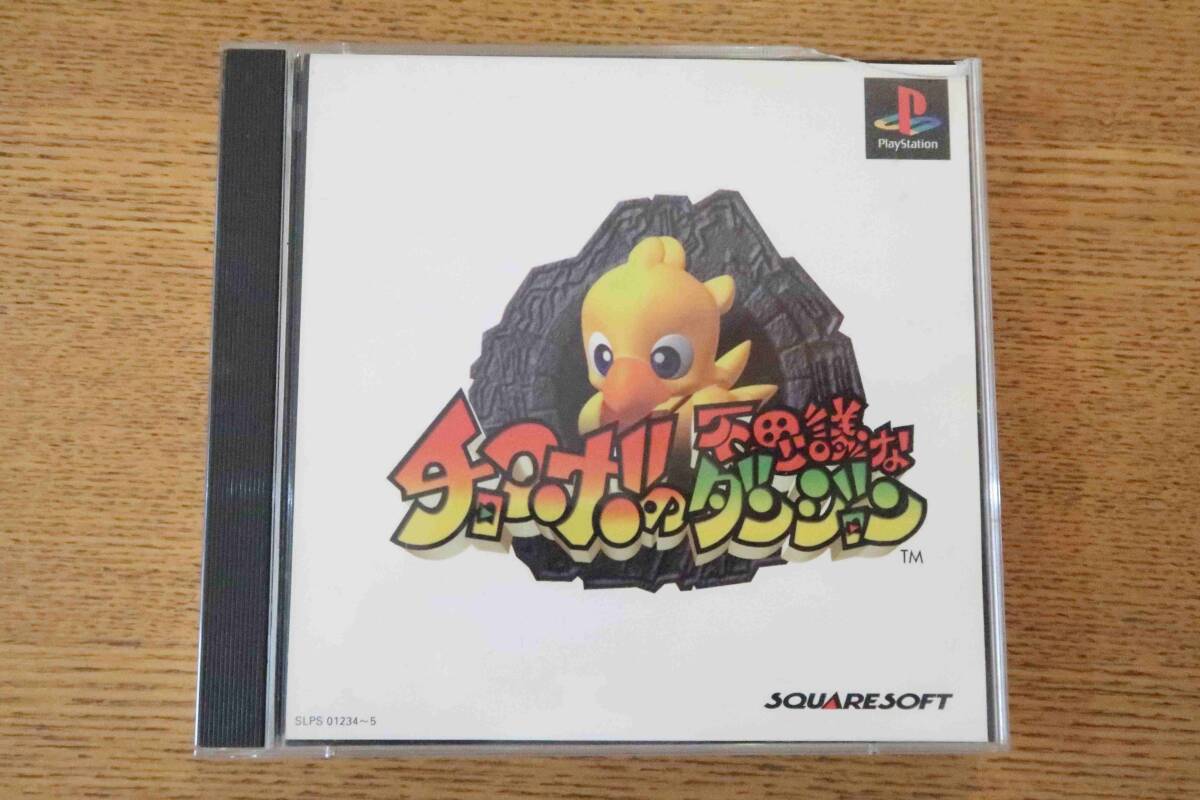 PlayStation
チョコボの不思議な
ダンジョン
TM
SQUARESOFT
SLPS 01234~5